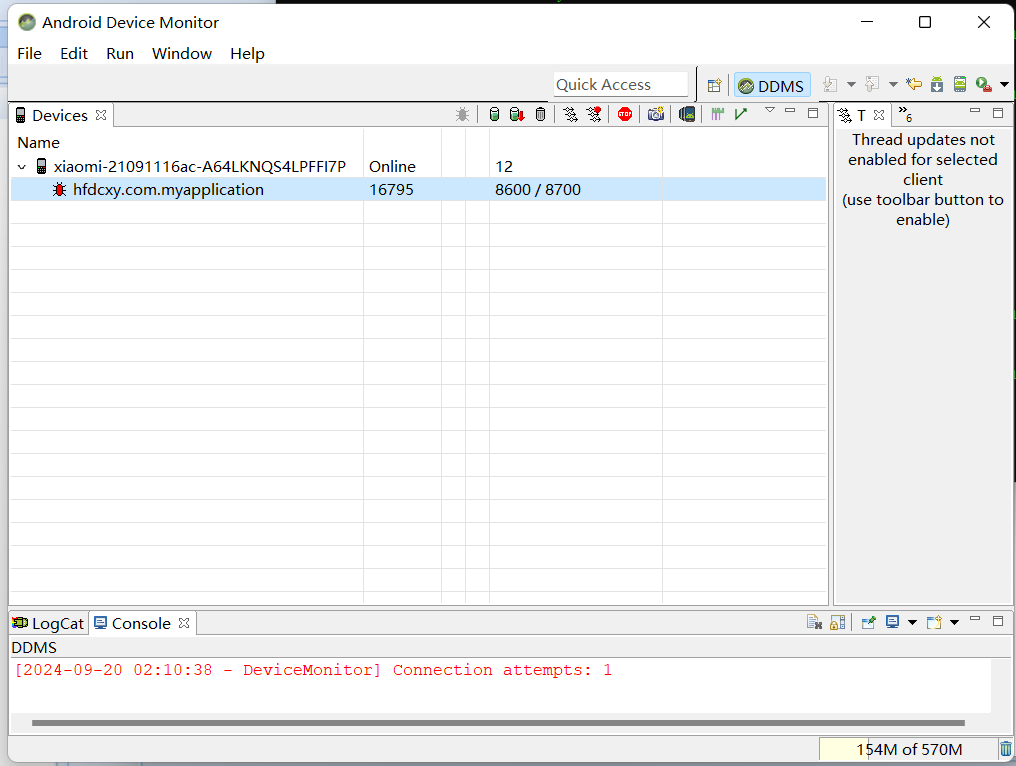 Android Device Monitor
File Edit Run Window Help
Quick Access
DDMS
Devices
T
6
Name
xiaomi-21091116ac-A64LKNQS4LPFFI7P Online 12
hfdcxy.com.myapplication 16795 8600 / 8700
Thread updates not
enabled for selected
client
(use toolbar button to
enable)
LogCat Console
DDMS
[2024-09-20 02:10:38 - DeviceMonitor] Connection attempts: 1
154M of 570M